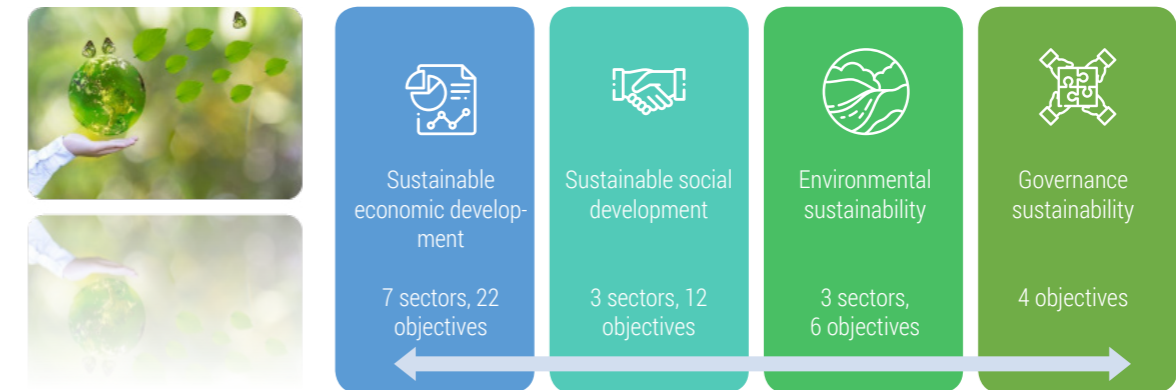 Sustainable
economic develop-
ment
7 sectors, 22
objectives
Sustainable social
development
3 sectors, 12
objectives
Environmental
sustainability
3 sectors,
6 objectives
Governance
sustainability
4 objectives